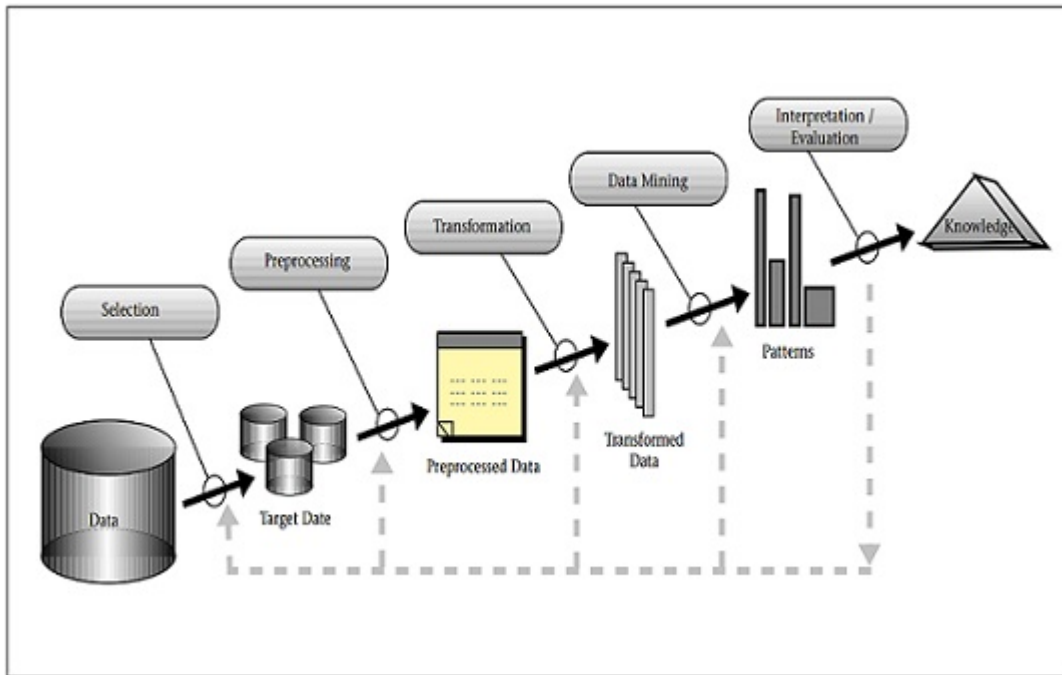 Interpretation /
Evaluation
Data Mining
Transformation
Preprocessing
Selection
Knowledge
Patterns
Transformed
Data
Preprocessed Data
Target Date
Data